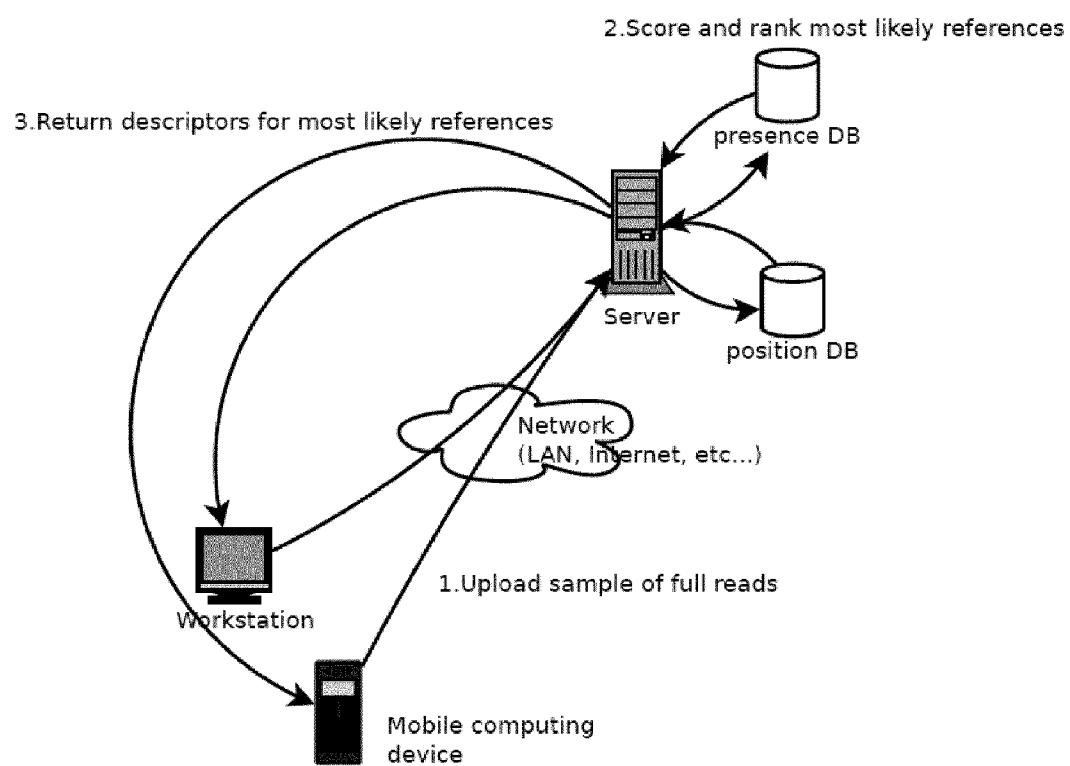 2.Score and rank most likely references
3.Return descriptors for most likely references
presence DB
Server
position DB
Network
(LAN, Internet, etc...)
1.Upload sample of full reads
Workstation
Mobile computing
device